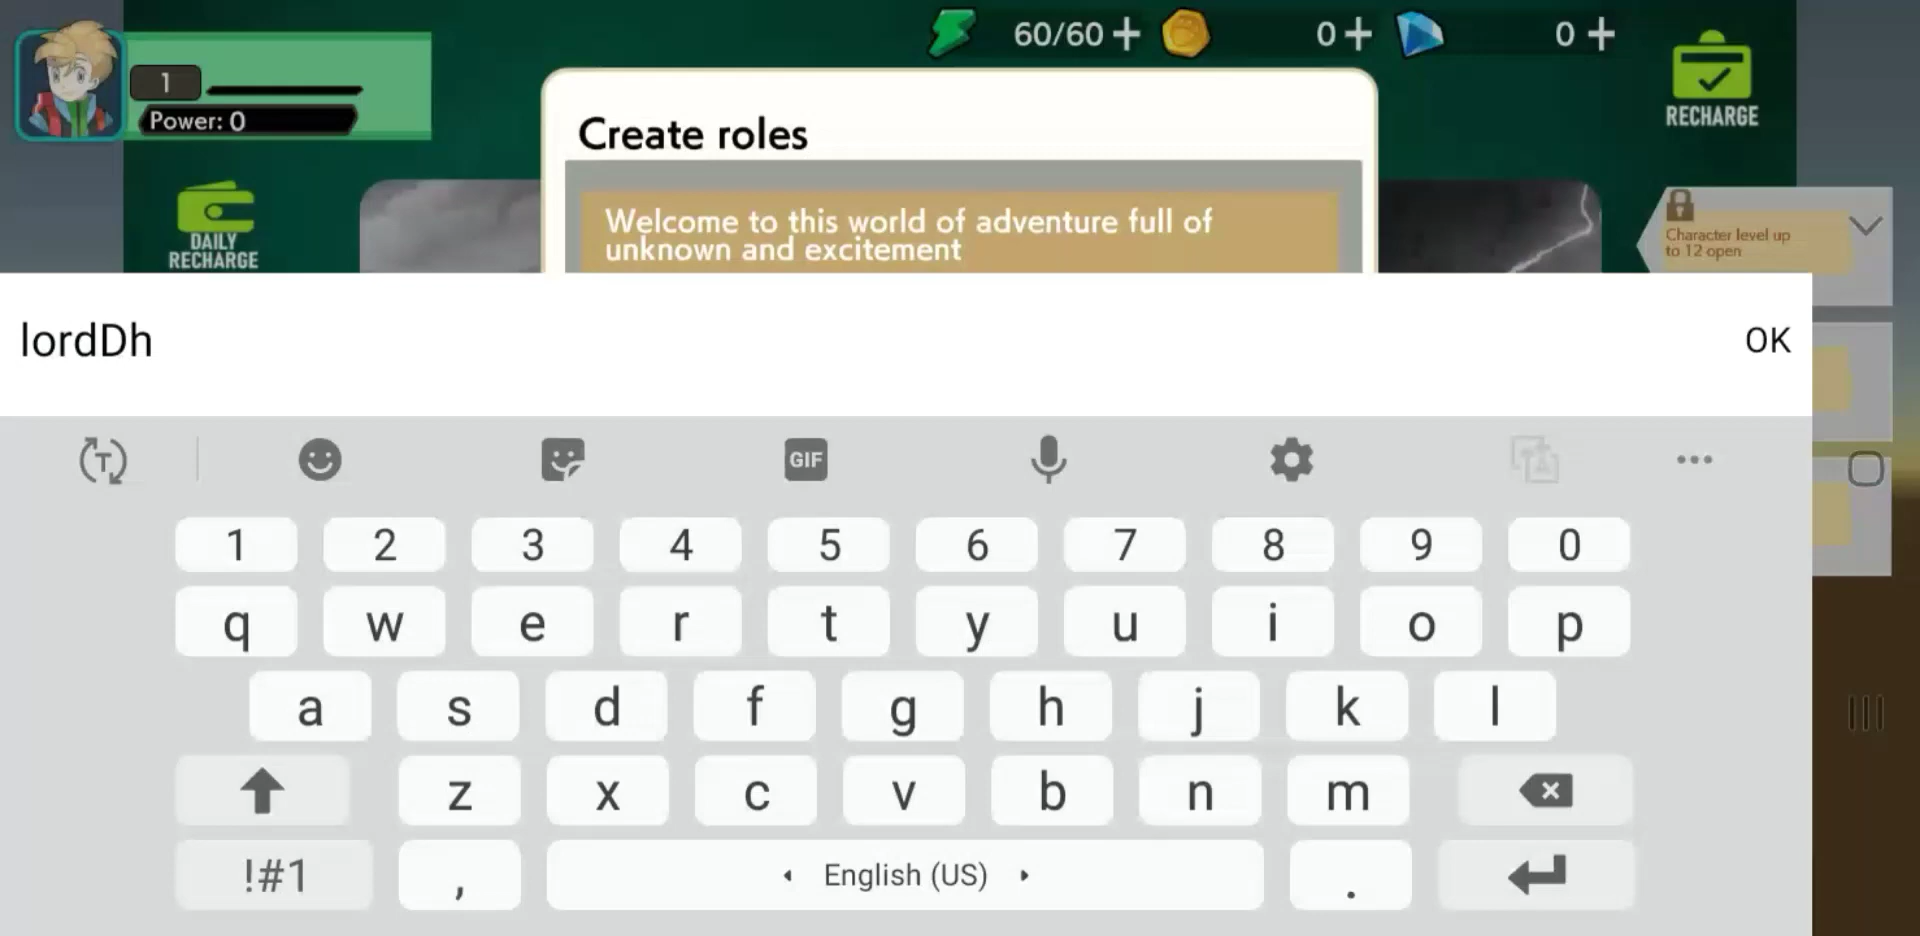 60/60
0
0
1
Power: 0
RECHARGE
Create roles
DAILY
RECHARGE
Welcome to this world of adventure full of
unknown and excitement
Character level up
to 12 open
lordDh
OK
T
GIF
1 2 3 4 5 6 7 8 9 0
q w e r t y u i o p
a s d f g h j k l
z x c v b n m
!#1 , English (US) .